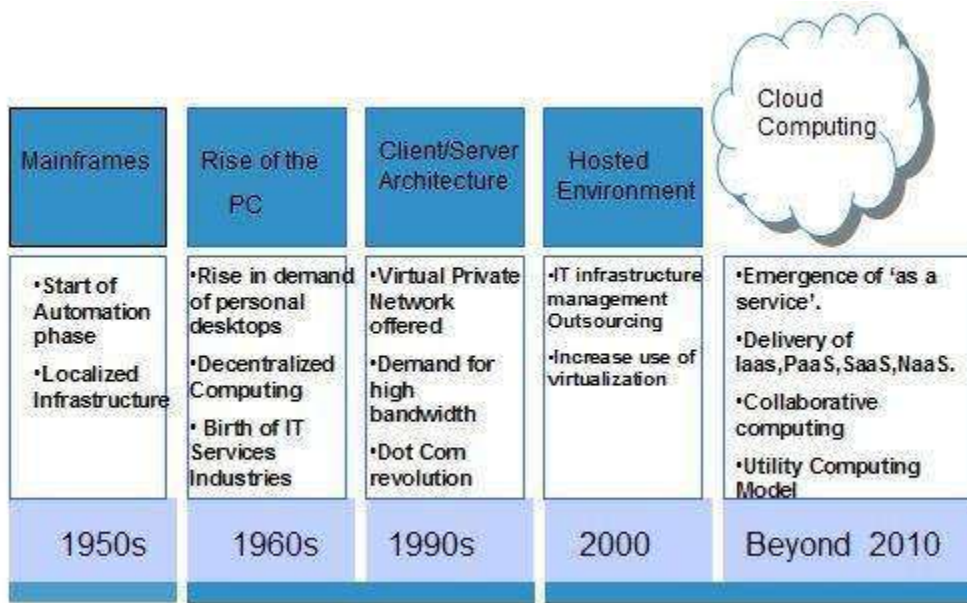 Mainframes
•Start of
Automation
phase
•Localized
Infrastructure
1950s
Rise of the
PC
•Rise in demand
of personal
desktops
•Decentralized
Computing
• Birth of IT
Services
Industries
1960s
Client/Server
Architecture
•Virtual Private
Network
offered
•Demand for
high
bandwidth
•Dot Com
revolution
1990s
Hosted
Environment
•IT infrastructure
management
Outsourcing
•Increase use of
virtualization
2000
Cloud
Computing
•Emergence of ‘as a
service’.
•Delivery of
Iaas,PaaS,SaaS,NaaS.
•Collaborative
computing
•Utility Computing
Model
Beyond 2010